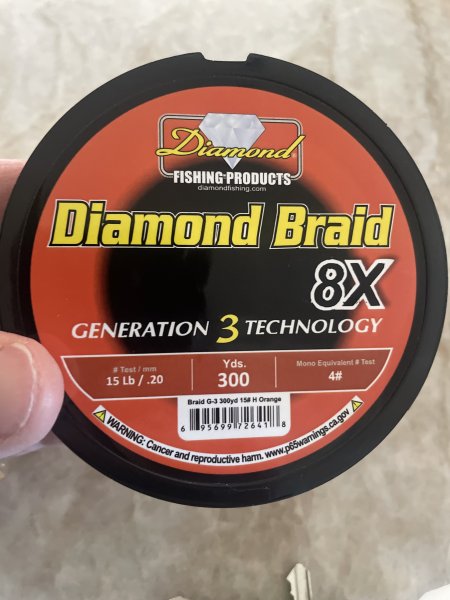 Diamond
FISHING PRODUCTS
diamondfishing.com
Diamond Braid
8X
GENERATION 3 TECHNOLOGY
# Test / mm
15 Lb / .20
Yds.
300
Mono Equivalent # Test
4#
Braid G-3 300yd 15# H Orange
6 95699 72641 8
WARNING: Cancer and reproductive harm. www.p65warnings.ca.gov